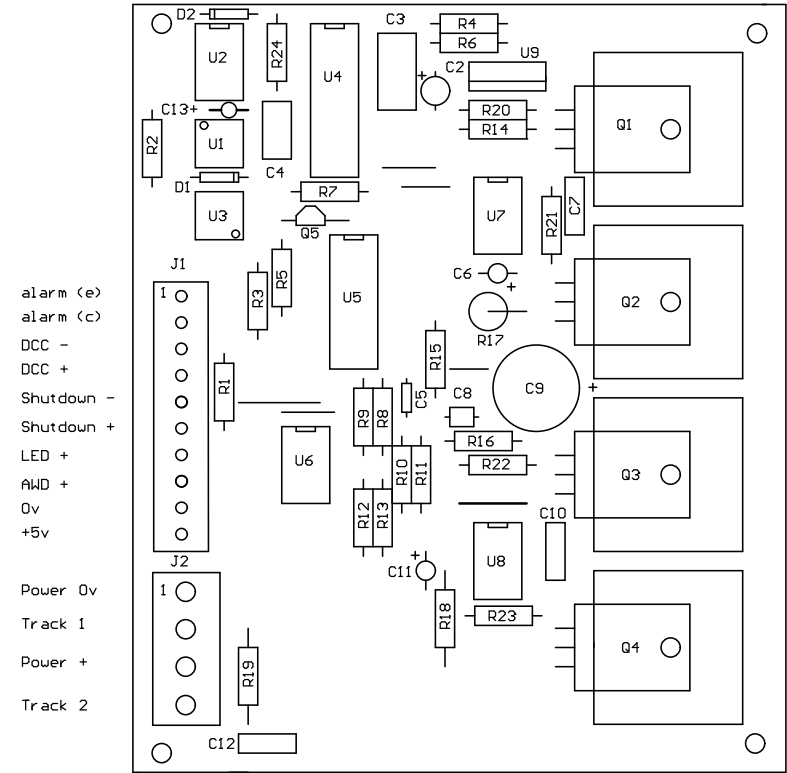 D2
R4
C3
R6
U9
U2
R24
U4
+
C2
C13+
R20
R14
Q1
R2
U1
C4
D1
R7
U3
Q5
U7
R21
C7
J1
C6
+
alarm (e)
1
R3
R5
U5
Q2
alarm (c)
R17
DCC -
R15
DCC +
R1
C9
+
Shutdown -
C5
C8
Shutdown +
R9
R8
R16
LED +
U6
R10
R11
R22
Q3
AWD +
0v
R12
R13
C10
+5v
J2
+
U8
C11
Power 0v
1
R18
R23
Track 1
Q4
Power +
R19
Track 2
C12